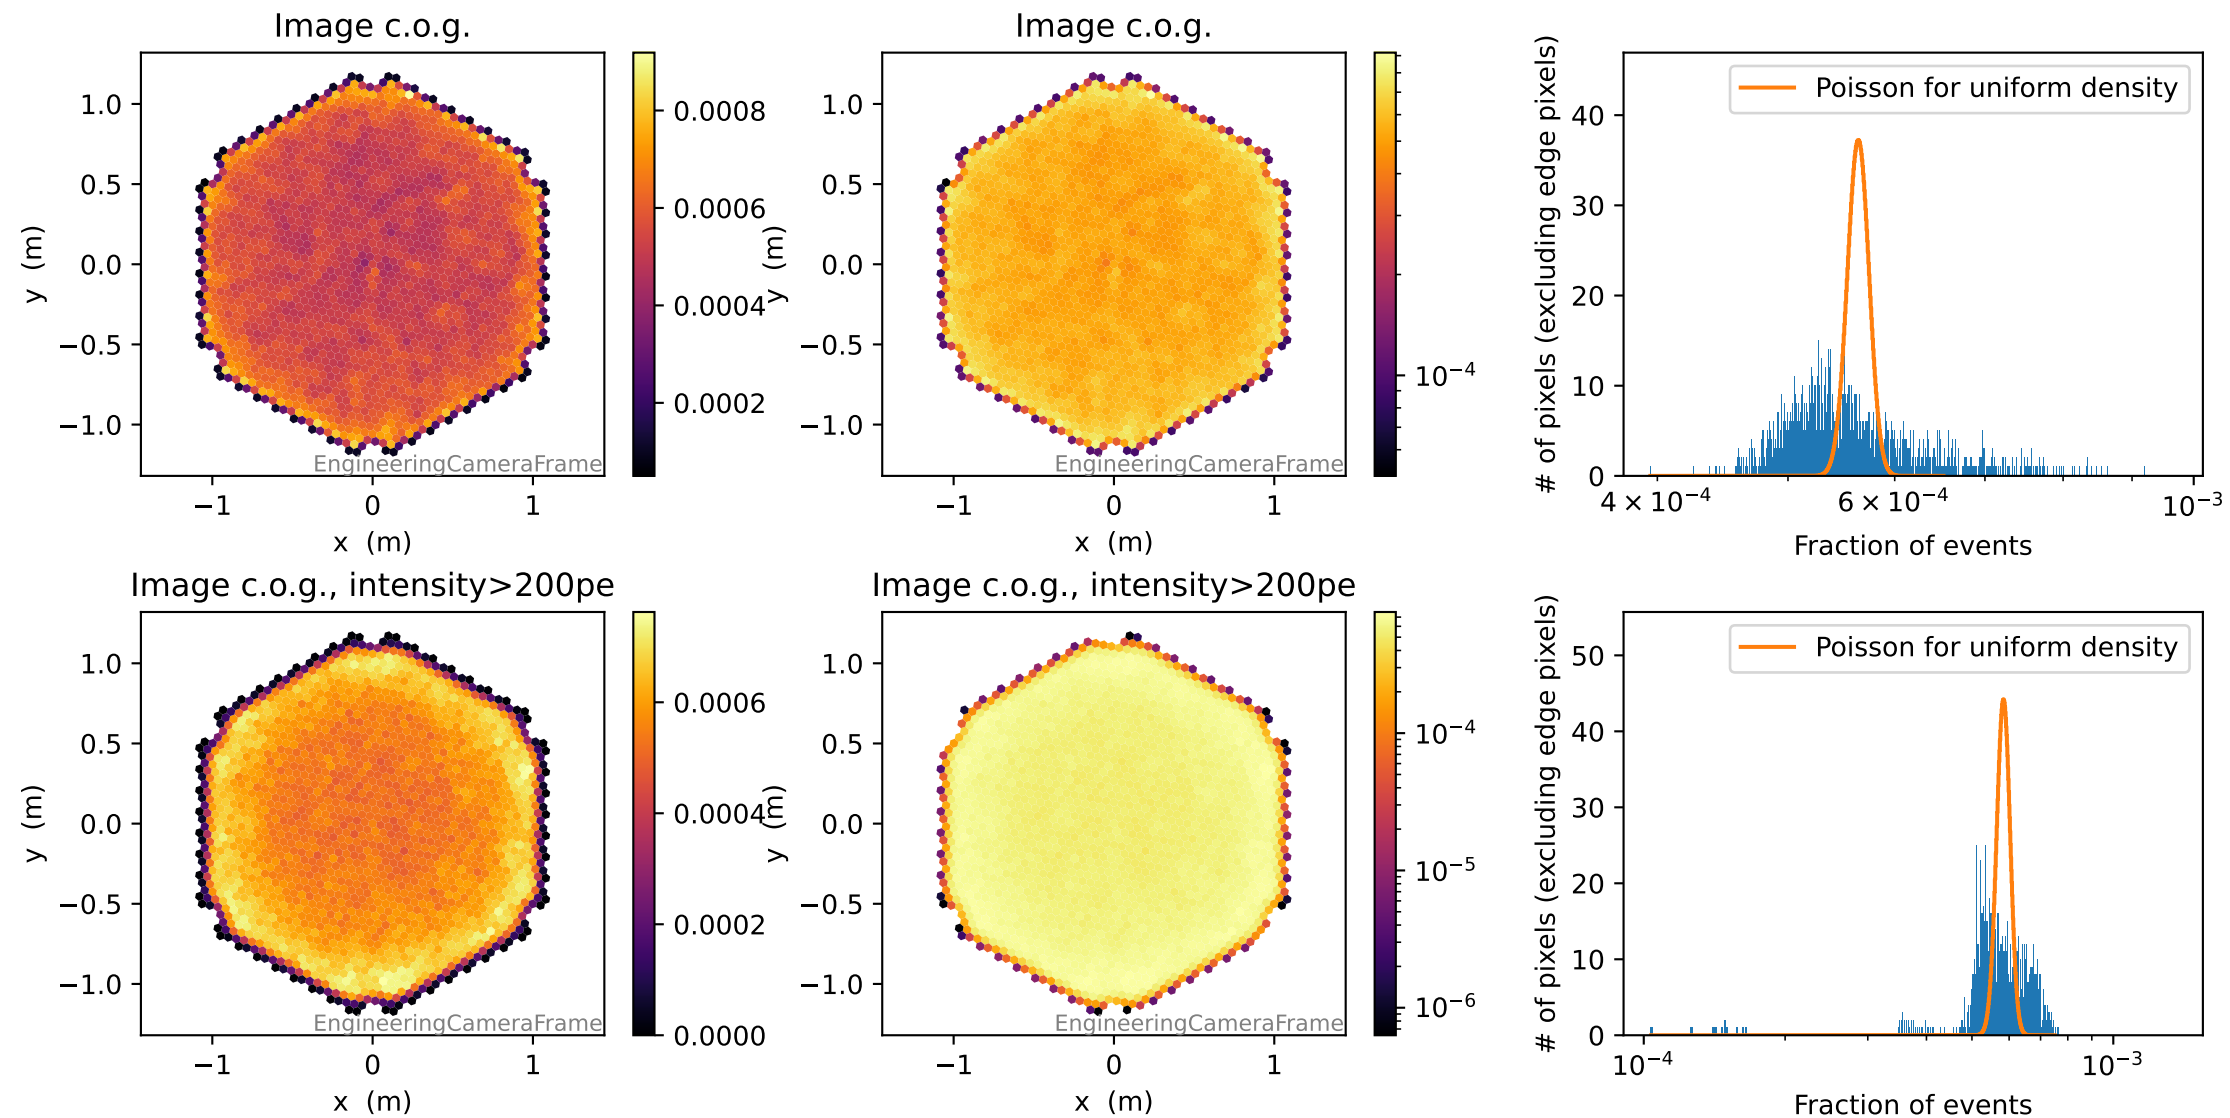 Image c.o.g.
Image c.o.g.
1.0
0.5
0.0
−0.5
−1.0
y (m)
−1
0
1
x (m)
EngineeringCameraFrame
0.0008
0.0006
0.0004
0.0002
1.0
0.5
0.0
−0.5
−1.0
y (m)
−1
0
1
x (m)
EngineeringCameraFrame
10⁻⁴
# of pixels (excluding edge pixels)
40
30
20
10
0
Poisson for uniform density
4 × 10⁻⁴
6 × 10⁻⁴
10⁻³
Fraction of events
Image c.o.g., intensity>200pe
Image c.o.g., intensity>200pe
1.0
0.5
0.0
−0.5
−1.0
y (m)
−1
0
1
x (m)
EngineeringCameraFrame
0.0006
0.0004
0.0002
0.0000
1.0
0.5
0.0
−0.5
−1.0
y (m)
−1
0
1
x (m)
EngineeringCameraFrame
10⁻⁴
10⁻⁵
10⁻⁶
# of pixels (excluding edge pixels)
50
40
30
20
10
0
Poisson for uniform density
10⁻⁴
10⁻³
Fraction of events